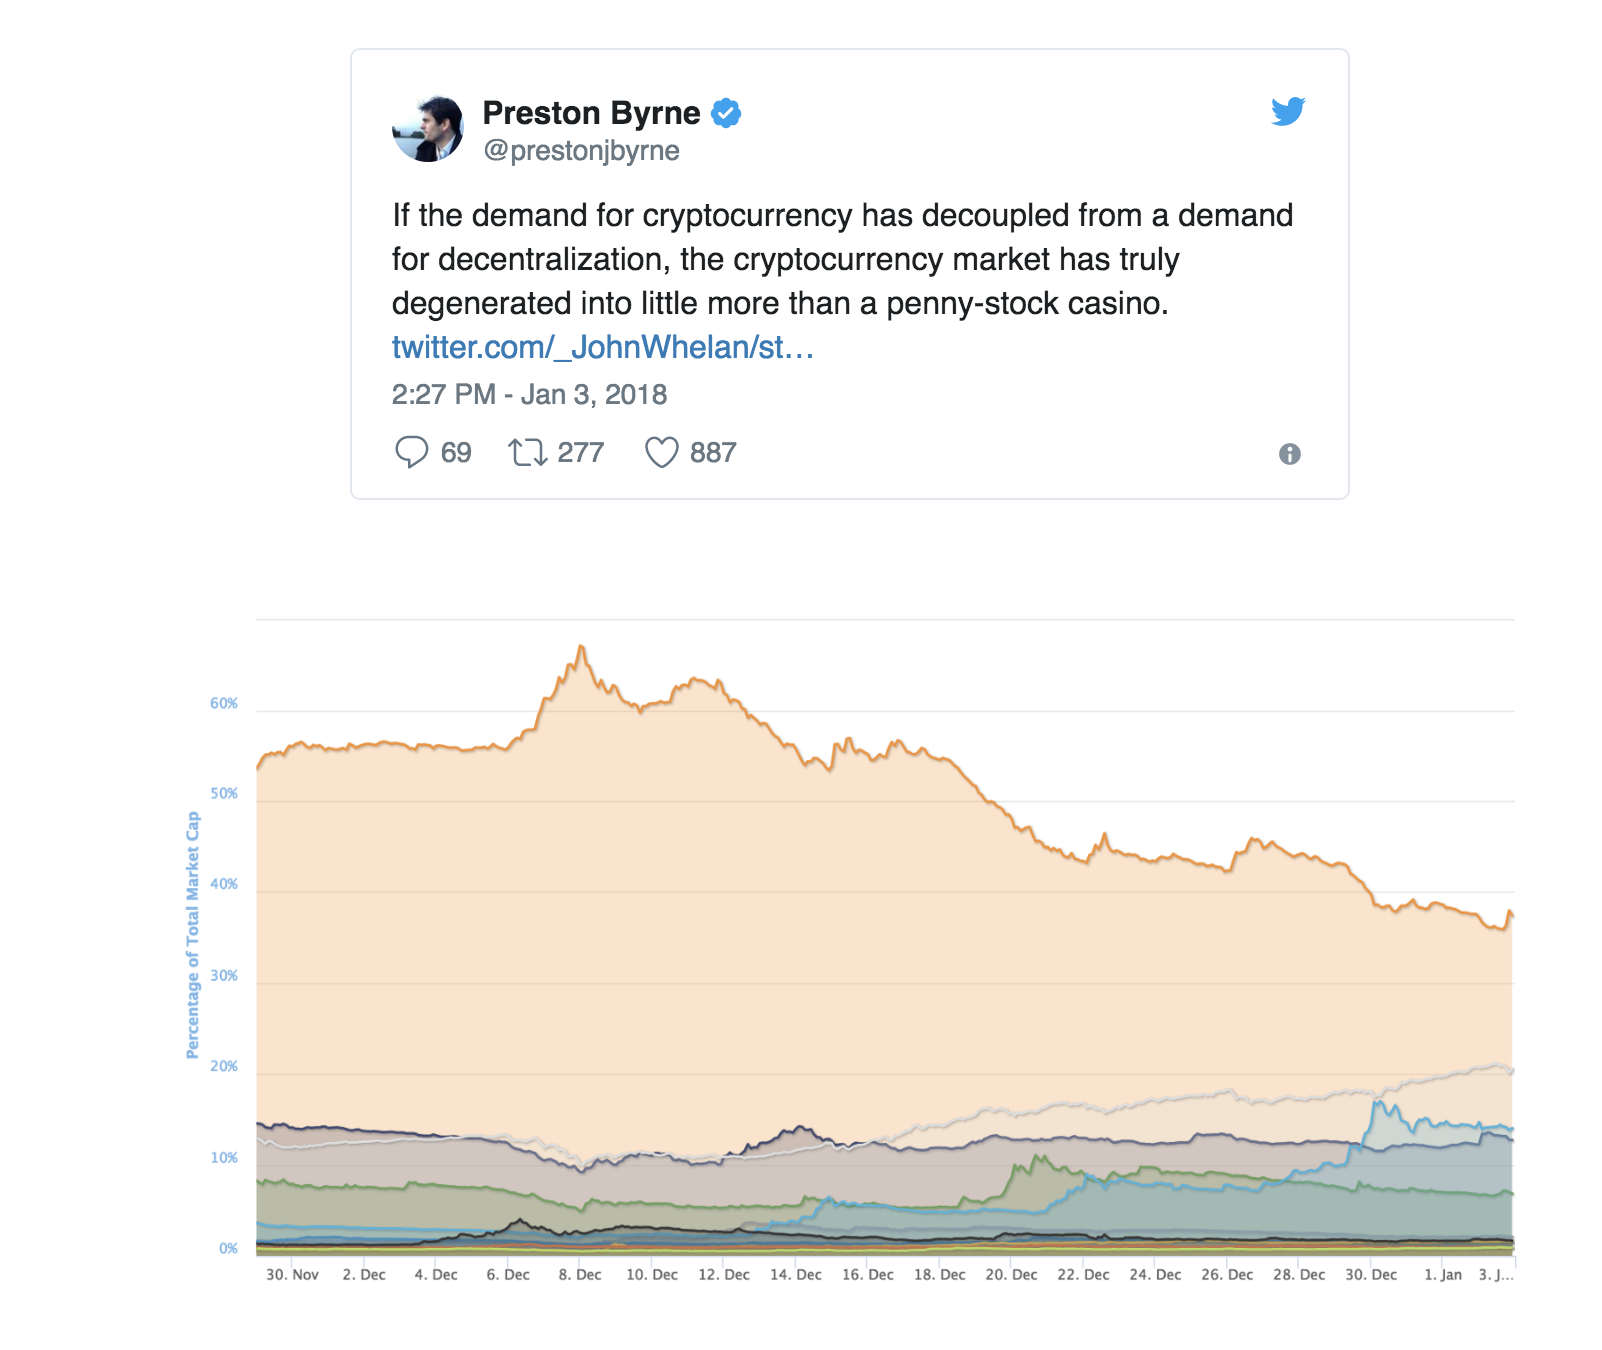 Preston Byrne
@prestonjbyrne
If the demand for cryptocurrency has decoupled from a demand
for decentralization, the cryptocurrency market has truly
degenerated into little more than a penny-stock casino.
twitter.com/_JohnWhelan/st…
2:27 PM - Jan 3, 2018
69 277 887
Percentage of Total Market Cap
60%
50%
40%
30%
20%
10%
0%
30. Nov 2. Dec 4. Dec 6. Dec 8. Dec 10. Dec 12. Dec 14. Dec 16. Dec 18. Dec 20. Dec 22. Dec 24. Dec 26. Dec 28. Dec 30. Dec 1. Jan 3. J...